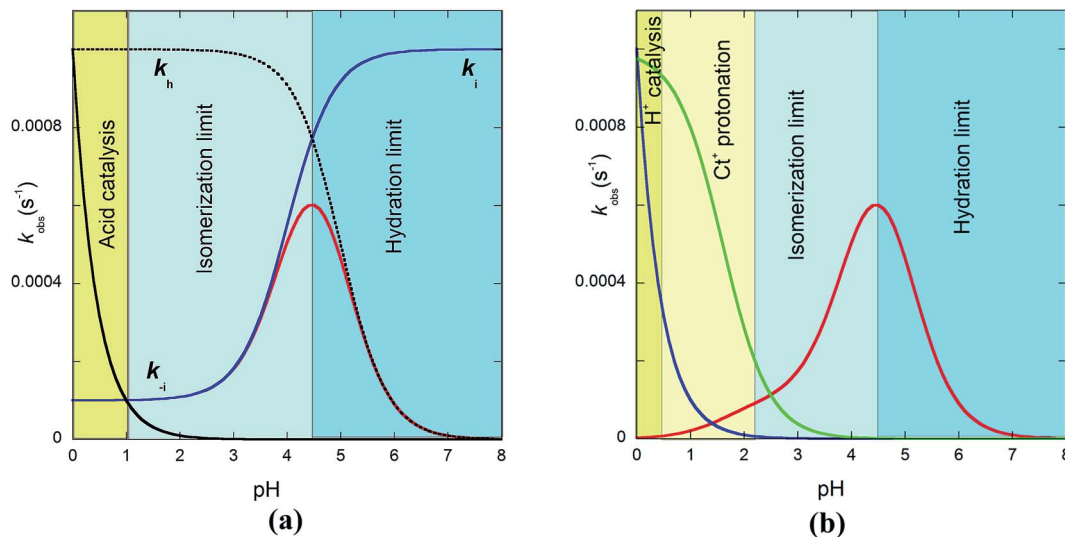 k_obs (s⁻¹)
0.0008
0.0004
0
Acid catalysis
Isomerization limit
Hydration limit
k_h
k_i
k_-i
0 1 2 3 4 5 6 7 8
pH
(a)
k_obs (s⁻¹)
0.0008
0.0004
0
H⁺ catalysis
Ct⁺ protonation
Isomerization limit
Hydration limit
0 1 2 3 4 5 6 7 8
pH
(b)